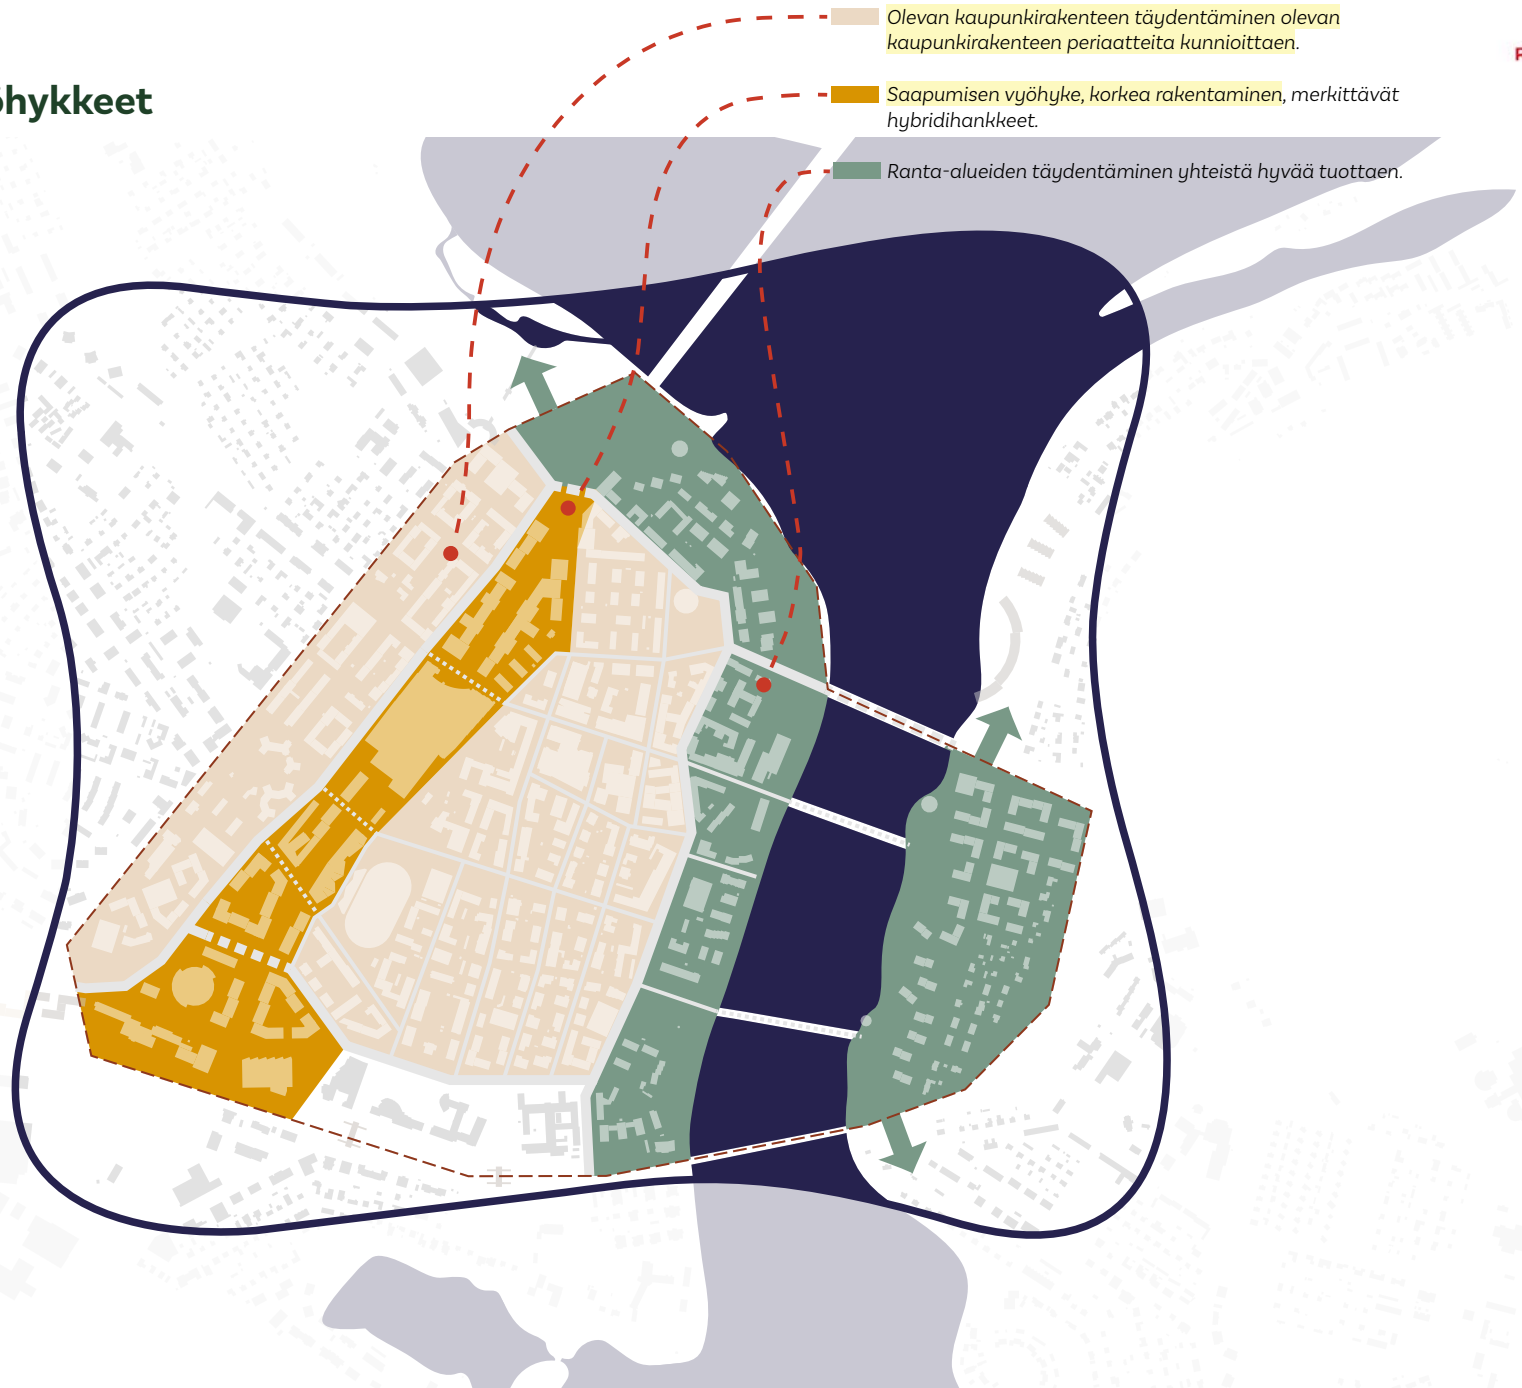 Olevan kaupunkirakenteen täydentäminen olevan
kaupunkirakenteen periaatteita kunnioittaen.
öhykkeet
Saapumisen vyöhyke, korkea rakentaminen, merkittävät
hybridihankkeet.
Ranta-alueiden täydentäminen yhteistä hyvää tuottaen.